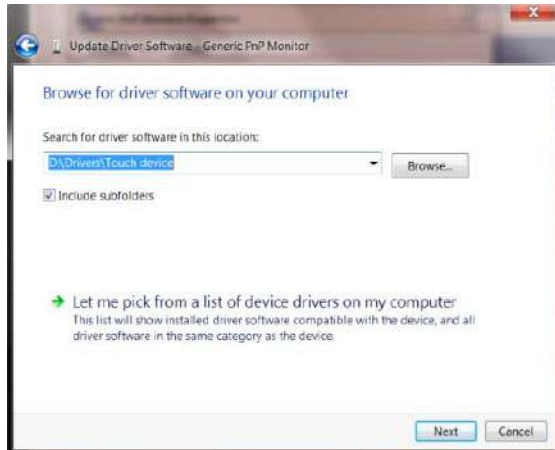 Update Driver Software - Generic PnP Monitor
Browse for driver software on your computer
Search for driver software in this location:
D\Drivers\Touch device
Browse...
Include subfolders
Let me pick from a list of device drivers on my computer
This list will show installed driver software compatible with the device, and all
driver software in the same category as the device.
Next
Cancel